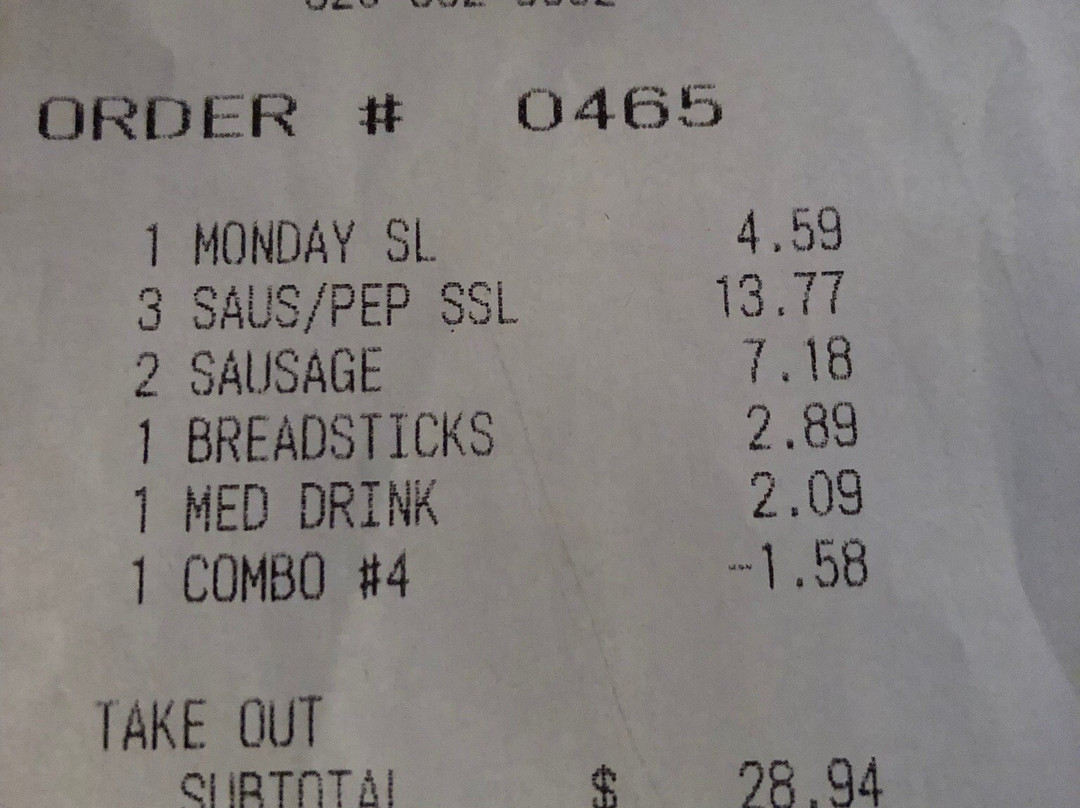 ORDER # 0465
1 MONDAY SL 4.59
3 SAUS/PEP SSL 13.77
2 SAUSAGE 7.18
1 BREADSTICKS 2.89
1 MED DRINK 2.09
1 COMBO #4 -1.58
TAKE OUT
SUBTOTAL $ 28.94